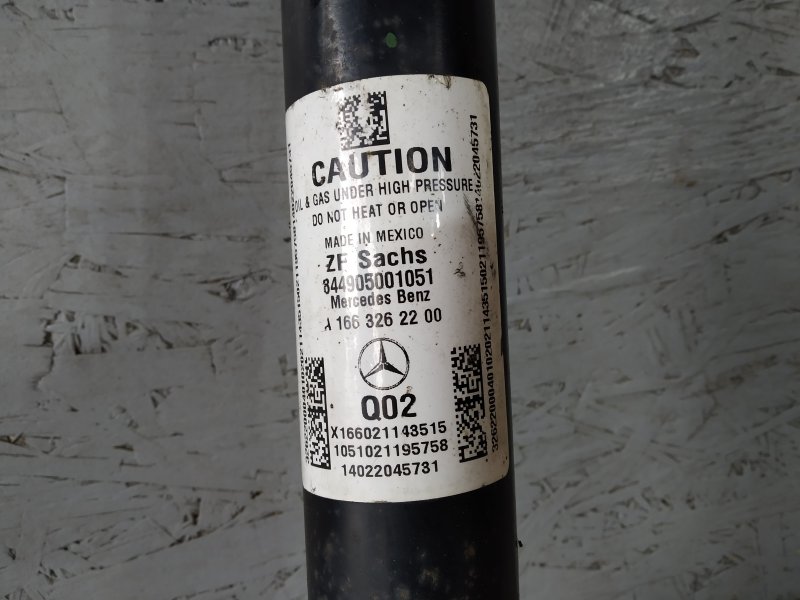 CAUTION
OIL & GAS UNDER HIGH PRESSURE
DO NOT HEAT OR OPEN
MADE IN MEXICO
ZF Sachs
844905001051
Mercedes Benz
A 166 326 22 00
Q02
X166021143515
1051021195758
14022045731